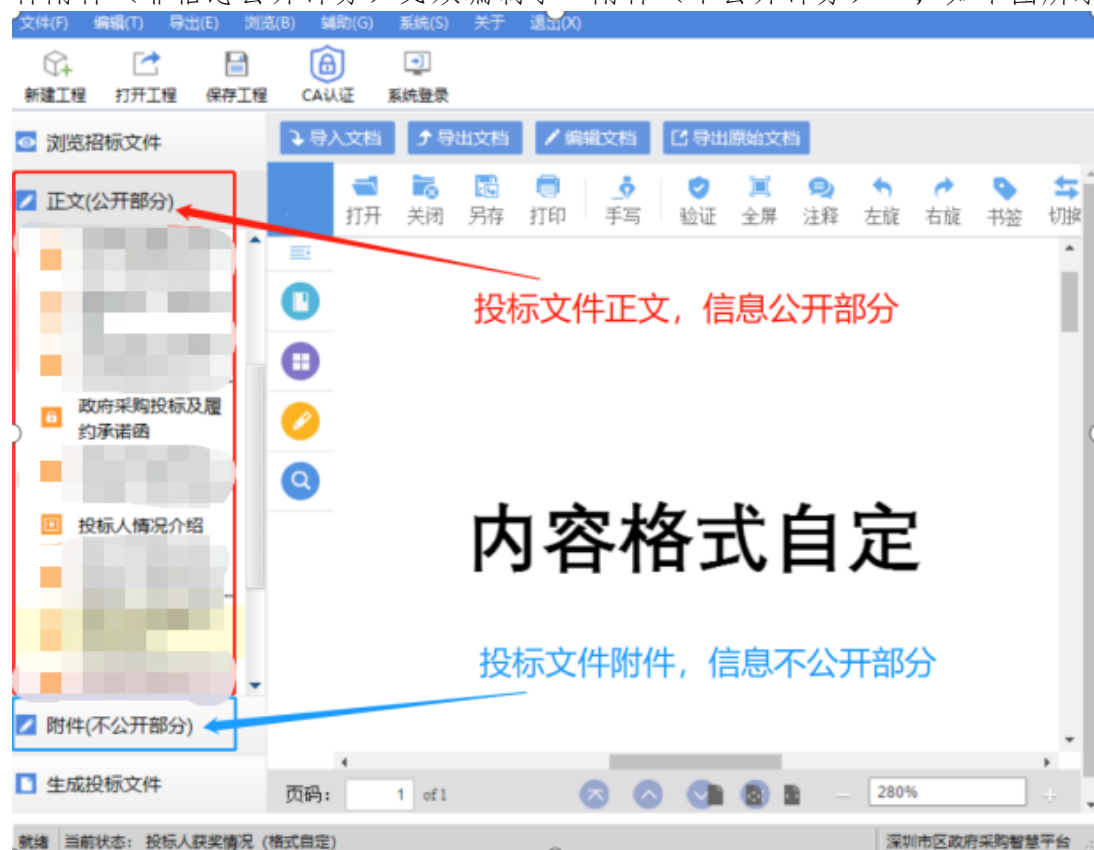 文件(F) 编辑(T) 导出(E) 浏览(B) 辅助(G) 系统(S) 关于 退出(X)
新建工程 打开工程 保存工程 CA认证 系统登录
浏览招标文件
导入文档 导出文档 编辑文档 导出原始文档
正文(公开部分)
打开 关闭 另存 打印 手写 验证 全屏 注释 左旋 右旋 书签 切换
投标文件正文，信息公开部分
政府采购投标及履
约承诺函
投标人情况介绍
内容格式自定
投标文件附件，信息不公开部分
附件(不公开部分)
生成投标文件
页码: 1 of 1 280%
就绪 当前状态: 投标人获奖情况 (格式自定) 深圳市区政府采购智慧平台